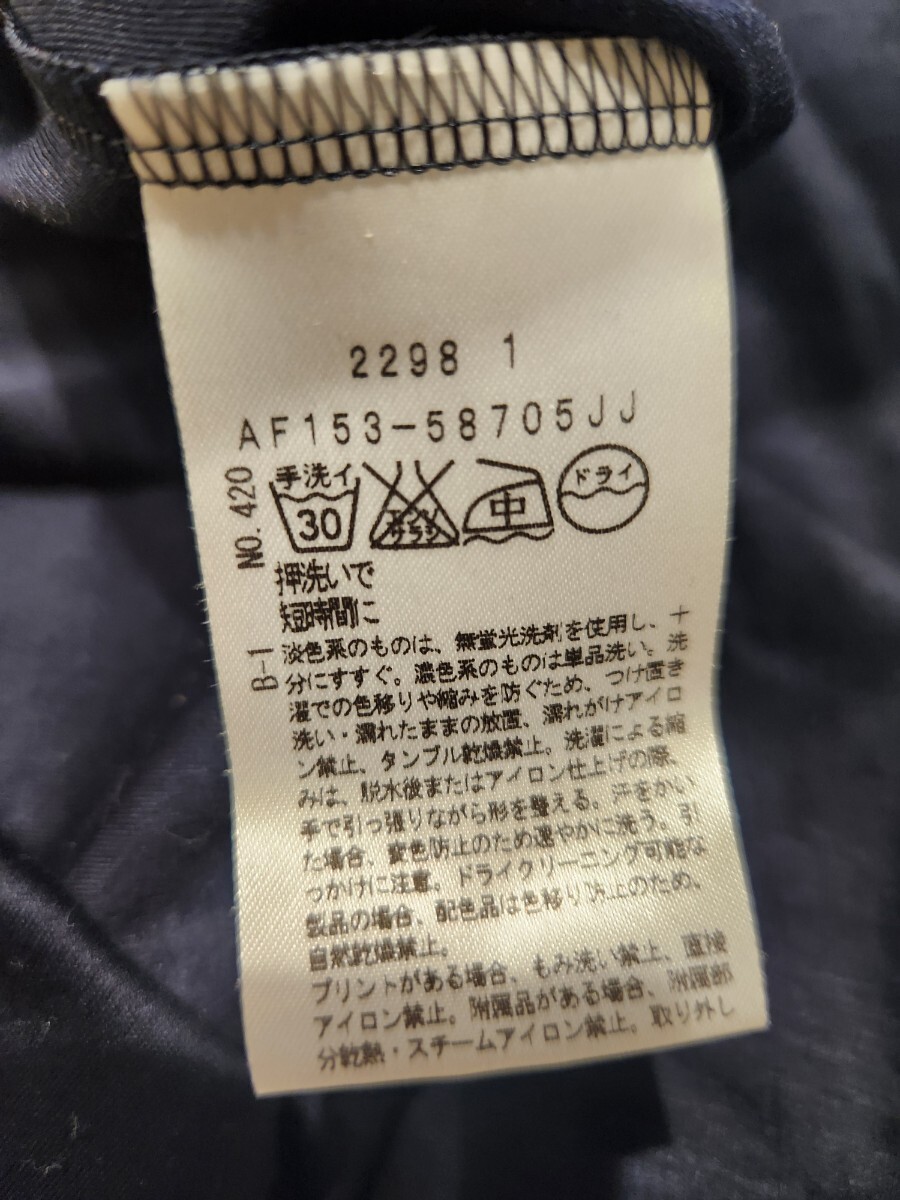 2298 1
AF153-58705JJ
NO.420
手洗イ
30
エンソ
サラシ
中
ドライ
押洗いで
短時間に
B-1
淡色系のものは、無蛍光洗剤を使用し、十
分にすすぐ。濃色系のものは単品洗い。洗
濯での色移りや縮みを防ぐため、つけ置き
洗い・濡れたままの放置、濡れがけアイロ
ン禁止、タンブル乾燥禁止。洗濯による縮
みは、脱水後またはアイロン仕上げの際、
手で引っ張りながら形を整える。汗をかい
た場合、変色防止のため速やかに洗う。引
っかけに注意。ドライクリーニング可能な
製品の場合、配色品は色移り防止のため、
自然乾燥禁止。
プリントがある場合、もみ洗い禁止、直接
アイロン禁止。附属品がある場合、附属部
分乾熱・スチームアイロン禁止。取り外し